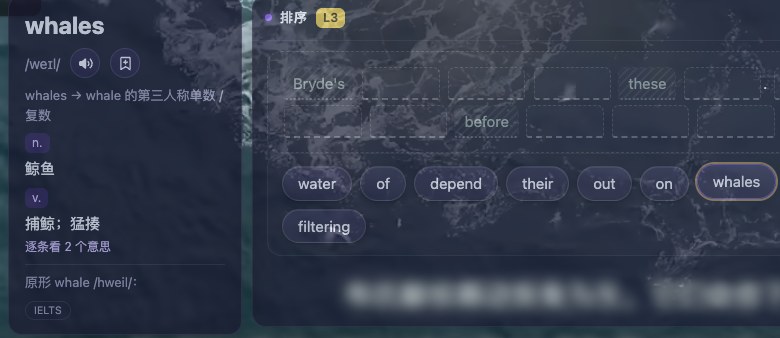 whales
/weɪl/
whales → whale 的第三人称单数 /
复数
n.
鲸鱼
v.
捕鲸；猛揍
逐条看 2 个意思
原形 whale /hweil/:
IELTS
排序 L3
Bryde's these
before
water of depend their out on whales
filtering